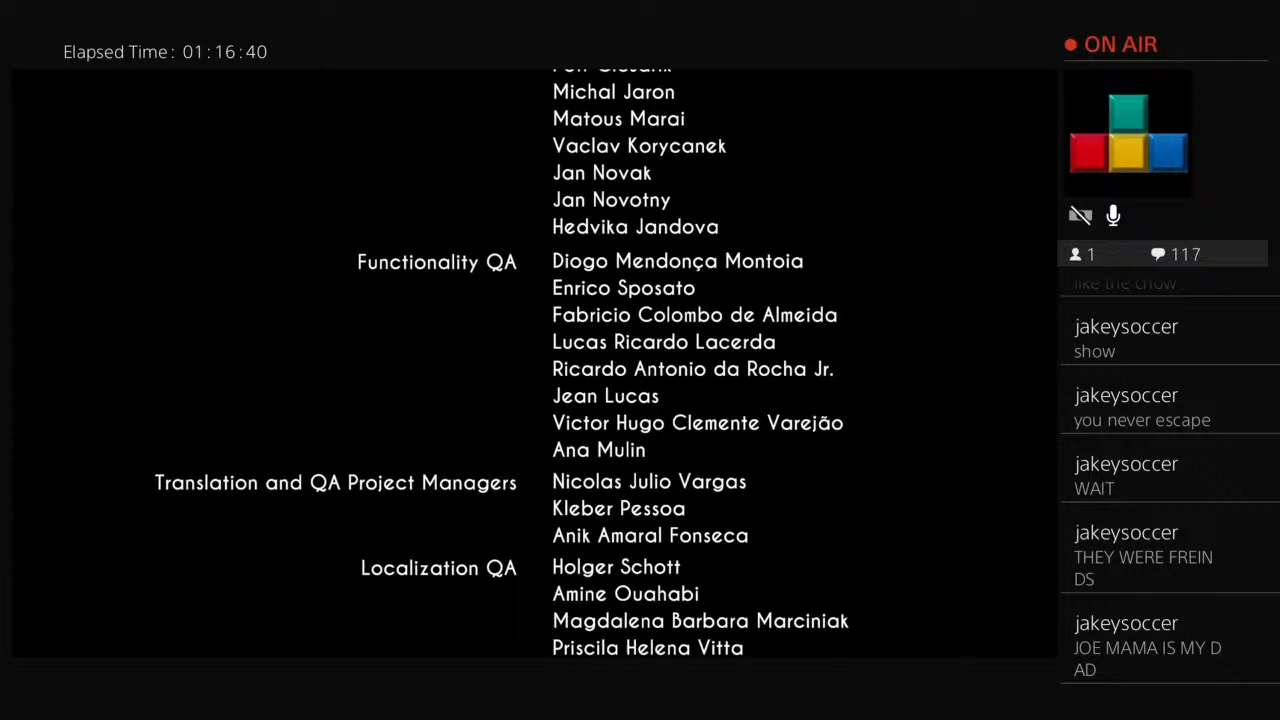 Elapsed Time: 01:16:40
ON AIR
Michal Jaron
Matous Marai
Vaclav Korycanek
Jan Novak
Jan Novotny
Hedvika Jandova
Functionality QA Diogo Mendonça Montoia
Enrico Sposato
Fabricio Colombo de Almeida
Lucas Ricardo Lacerda
Ricardo Antonio da Rocha Jr.
Jean Lucas
Victor Hugo Clemente Varejão
Ana Mulin
Translation and QA Project Managers Nicolas Julio Vargas
Kleber Pessoa
Anik Amaral Fonseca
Localization QA Holger Schott
Amine Ouahabi
Magdalena Barbara Marciniak
Priscila Helena Vitta
1 117
like the chow
jakeysoccer
show
jakeysoccer
you never escape
jakeysoccer
WAIT
jakeysoccer
THEY WERE FREIN
DS
jakeysoccer
JOE MAMA IS MY D
AD